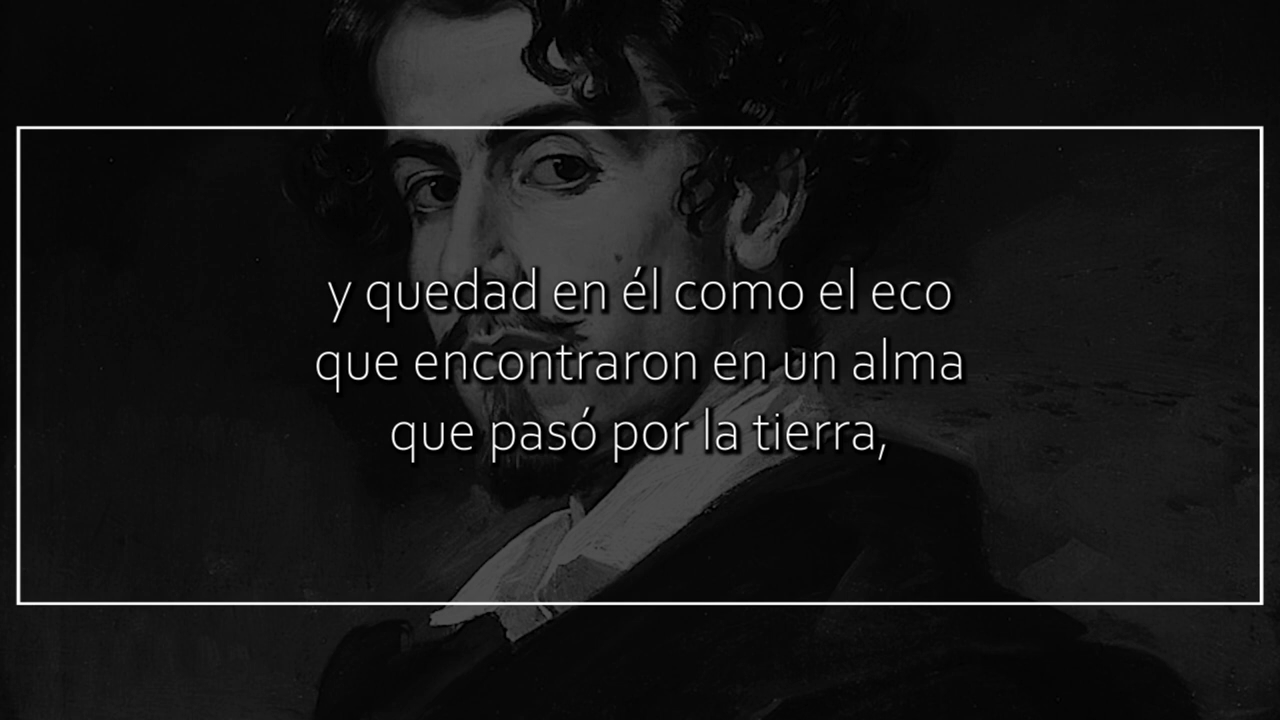 y quedad en él como el eco
que encontraron en un alma
que pasó por la tierra,